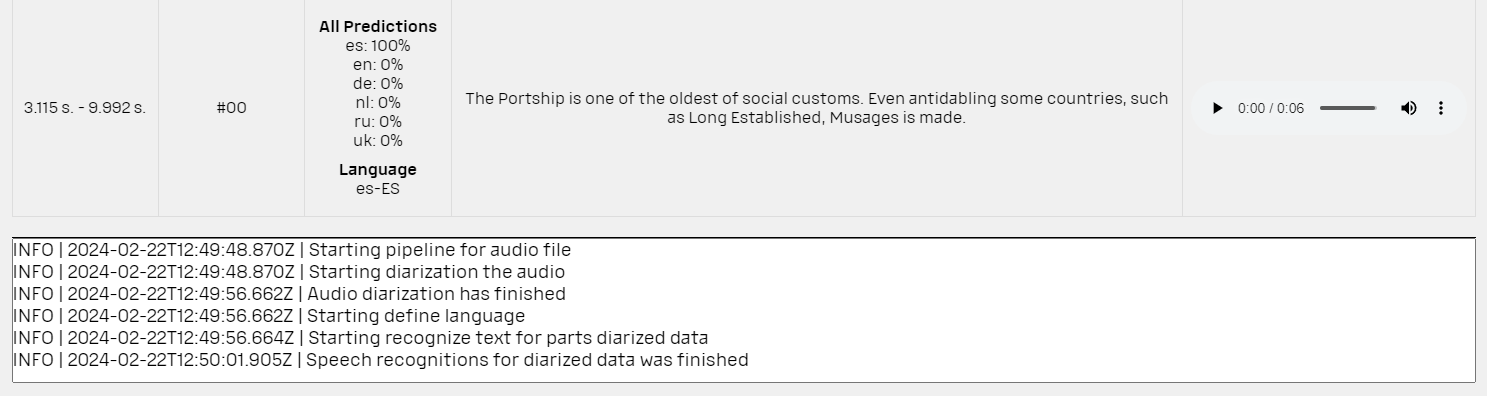 All Predictions
es: 100%
en: 0%
de: 0%
nl: 0%
ru: 0%
uk: 0%
Language
es-ES
3.115 s. - 9.992 s.
#00
The Portship is one of the oldest of social customs. Even antidabling some countries, such
as Long Established, Musages is made.
0:00 / 0:06
INFO | 2024-02-22T12:49:48.870Z | Starting pipeline for audio file
INFO | 2024-02-22T12:49:48.870Z | Starting diarization the audio
INFO | 2024-02-22T12:49:56.662Z | Audio diarization has finished
INFO | 2024-02-22T12:49:56.662Z | Starting define language
INFO | 2024-02-22T12:49:56.664Z | Starting recognize text for parts diarized data
INFO | 2024-02-22T12:50:01.905Z | Speech recognitions for diarized data was finished